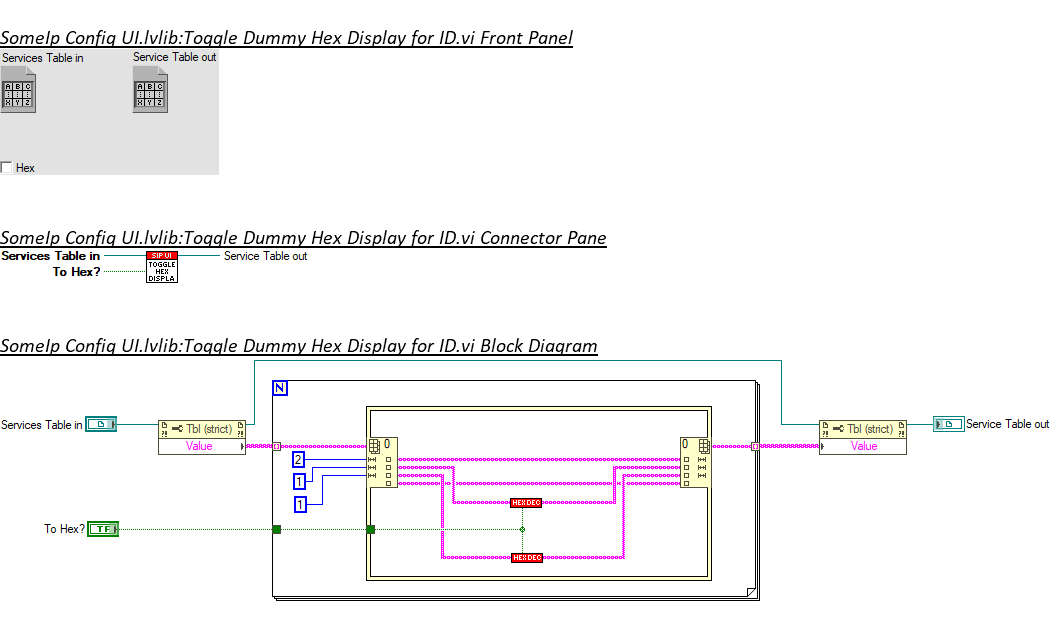 SomeIp Config UI.lvlib:Toggle Dummy Hex Display for ID.vi Front Panel
Services Table in Service Table out
A B C A B C
X Y Z X Y Z
Hex
SomeIp Config UI.lvlib:Toggle Dummy Hex Display for ID.vi Connector Pane
Services Table in SIP UI Service Table out
TOGGLE
To Hex? HEX
DISPLA
SomeIp Config UI.lvlib:Toggle Dummy Hex Display for ID.vi Block Diagram
N
Services Table in Tbl (strict) Tbl (strict) Service Table out
Value 0 0 Value
2
1
1 HEX DEC
To Hex? TF
HEX DEC